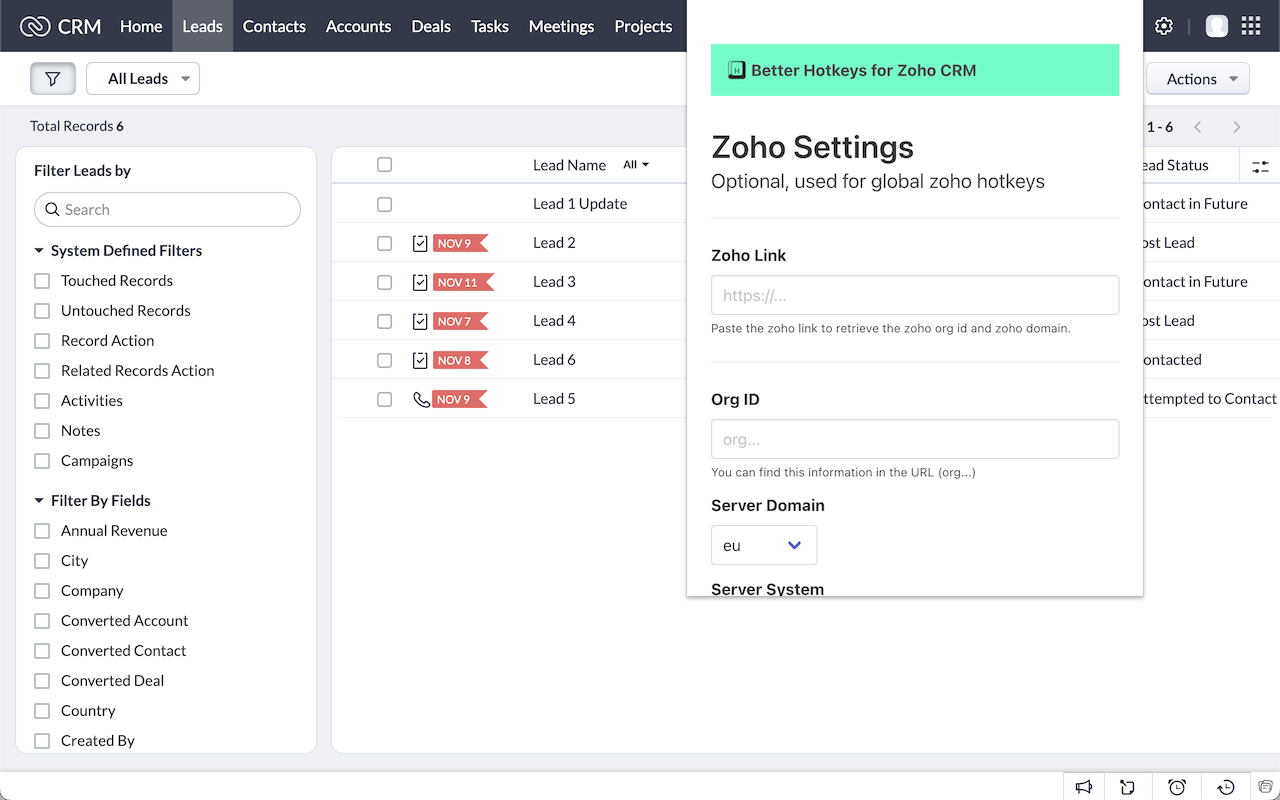 CRM Home Leads Contacts Accounts Deals Tasks Meetings Projects
All Leads
Actions
Total Records 6
1 - 6
Filter Leads by
Search
System Defined Filters
Touched Records
Untouched Records
Record Action
Related Records Action
Activities
Notes
Campaigns
Filter By Fields
Annual Revenue
City
Company
Converted Account
Converted Contact
Converted Deal
Country
Created By
Lead Name All
ead Status
Lead 1 Update
ontact in Future
NOV 9 Lead 2
ost Lead
NOV 11 Lead 3
ontact in Future
NOV 7 Lead 4
ost Lead
NOV 8 Lead 6
ontacted
NOV 9 Lead 5
ttempted to Contact
H Better Hotkeys for Zoho CRM
Zoho Settings
Optional, used for global zoho hotkeys
Zoho Link
https://...
Paste the zoho link to retrieve the zoho org id and zoho domain.
Org ID
org...
You can find this information in the URL (org...)
Server Domain
eu
Server System